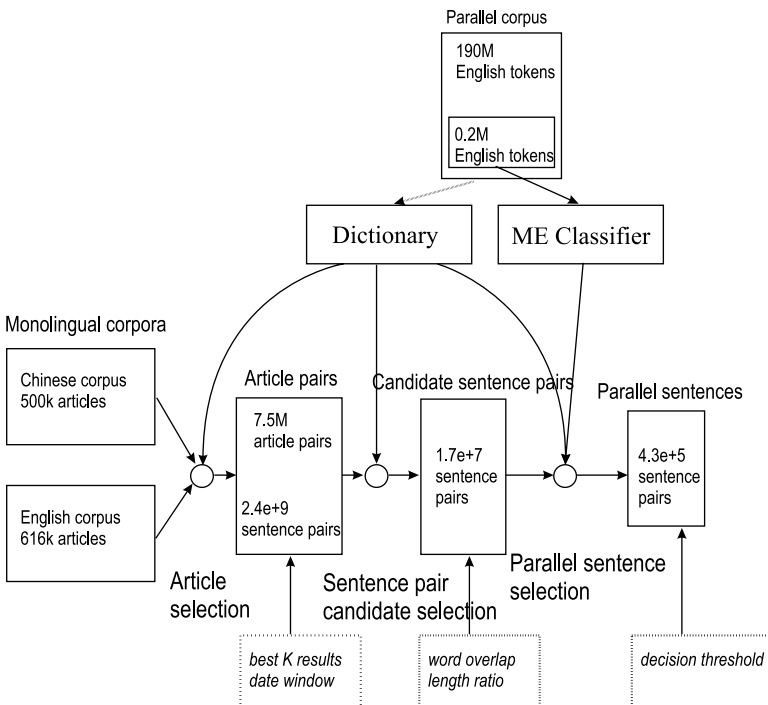 Parallel corpus
190M
English tokens
0.2M
English tokens
Dictionary
ME Classifier
Monolingual corpora
Chinese corpus
500k articles
English corpus
616k articles
Article pairs
7.5M
article pairs
2.4e+9
sentence pairs
Candidate sentence pairs
1.7e+7
sentence
pairs
Parallel sentences
4.3e+5
sentence
pairs
Article
selection
Sentence pair
candidate selection
Parallel sentence
selection
best K results
date window
word overlap
length ratio
decision threshold